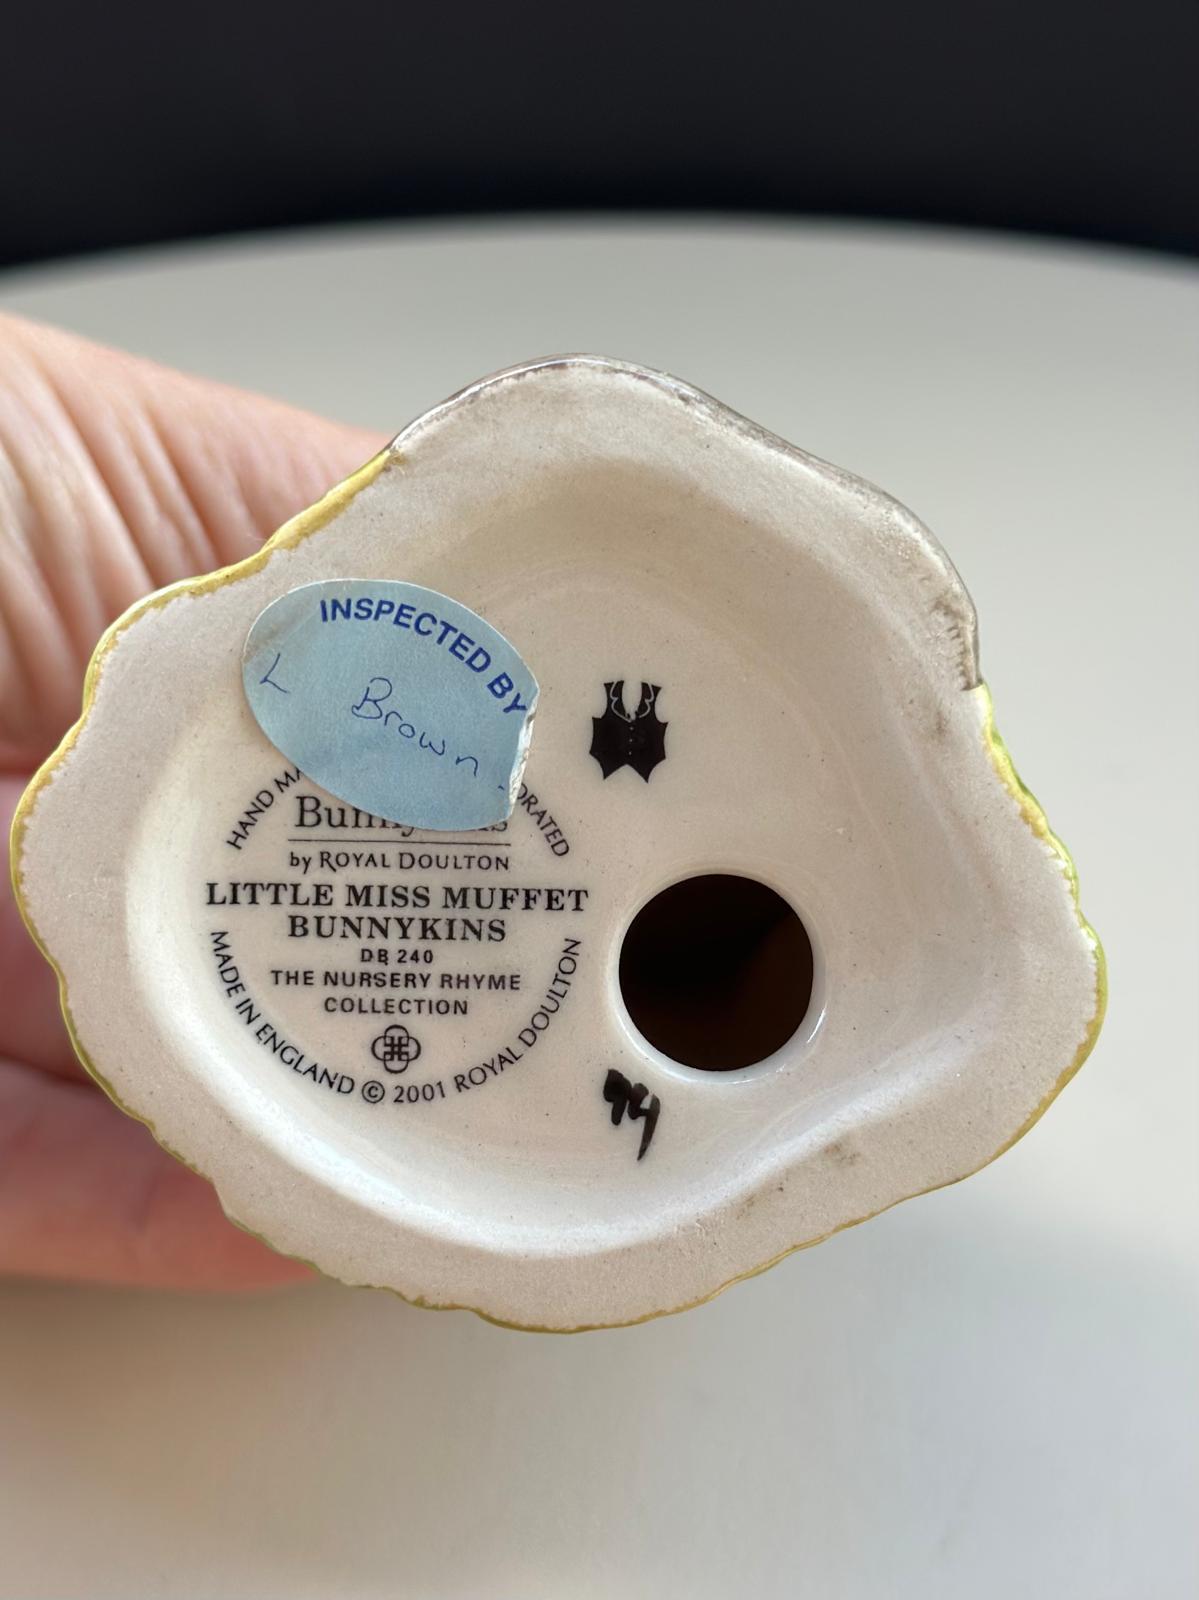 INSPECTED BY
L Brown
HAND
by ROYAL DOULTON
LITTLE MISS MUFFET
BUNNYKINS
DB 240
THE NURSERY RHYME
COLLECTION
MADE IN ENGLAND © 2001 ROYAL DOULTON